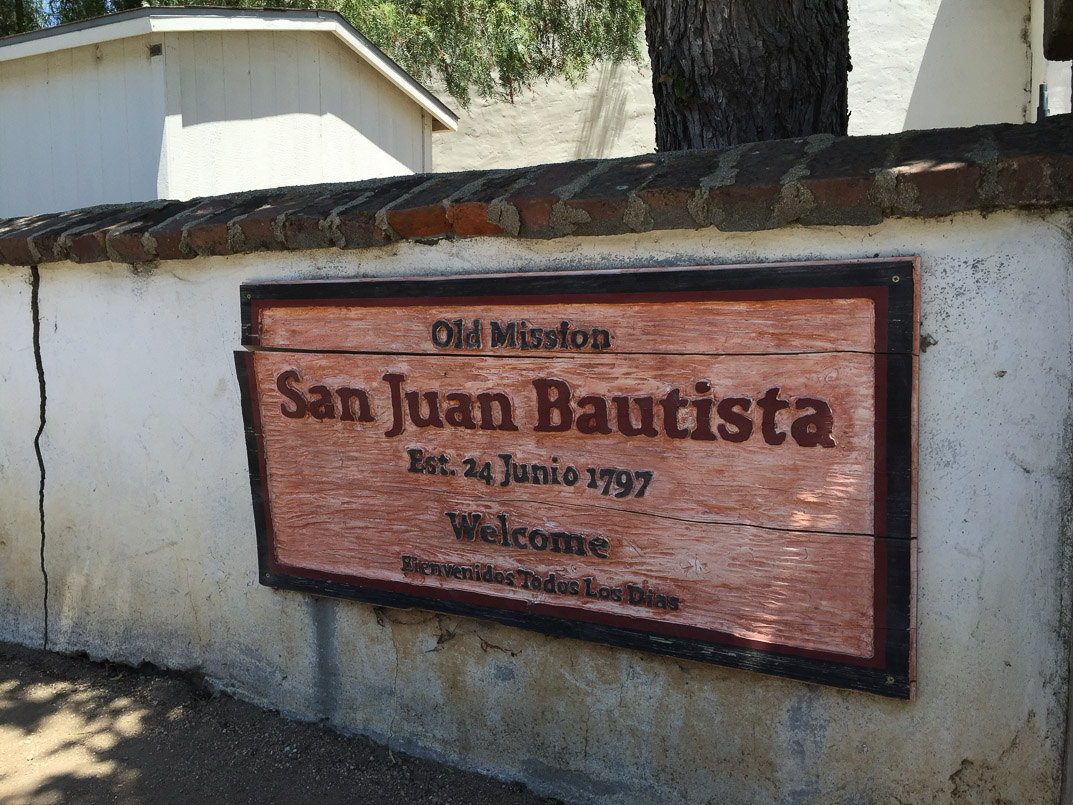 Old Mission
San Juan Bautista
Est. 24 Junio 1797
Welcome
Bienvenidos Todos Los Dias